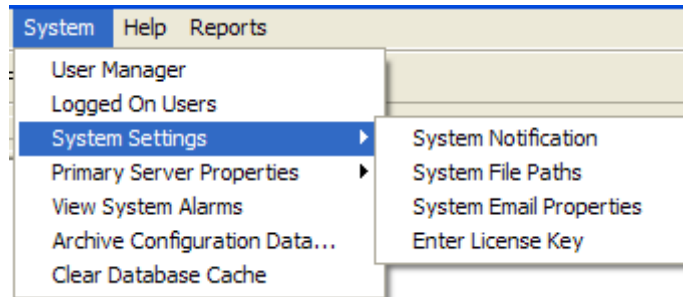 System Help Reports
User Manager
Logged On Users
System Settings
Primary Server Properties
View System Alarms
Archive Configuration Data...
Clear Database Cache
System Notification
System File Paths
System Email Properties
Enter License Key